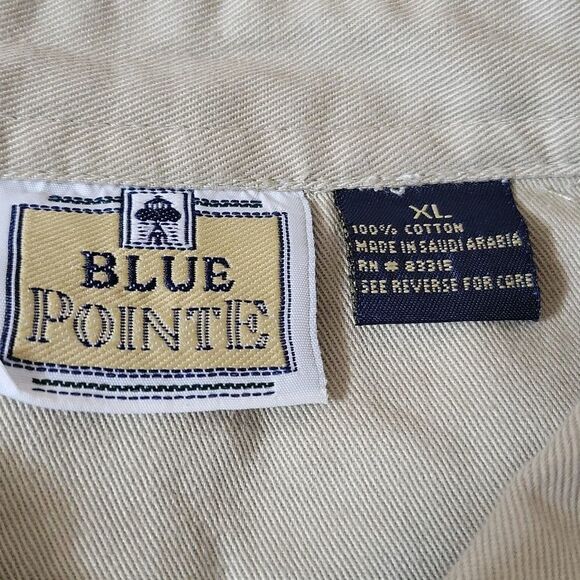 BLUE
POINTE
XL
100% COTTON
MADE IN SAUDI ARABIA
RN # 83315
SEE REVERSE FOR CARE